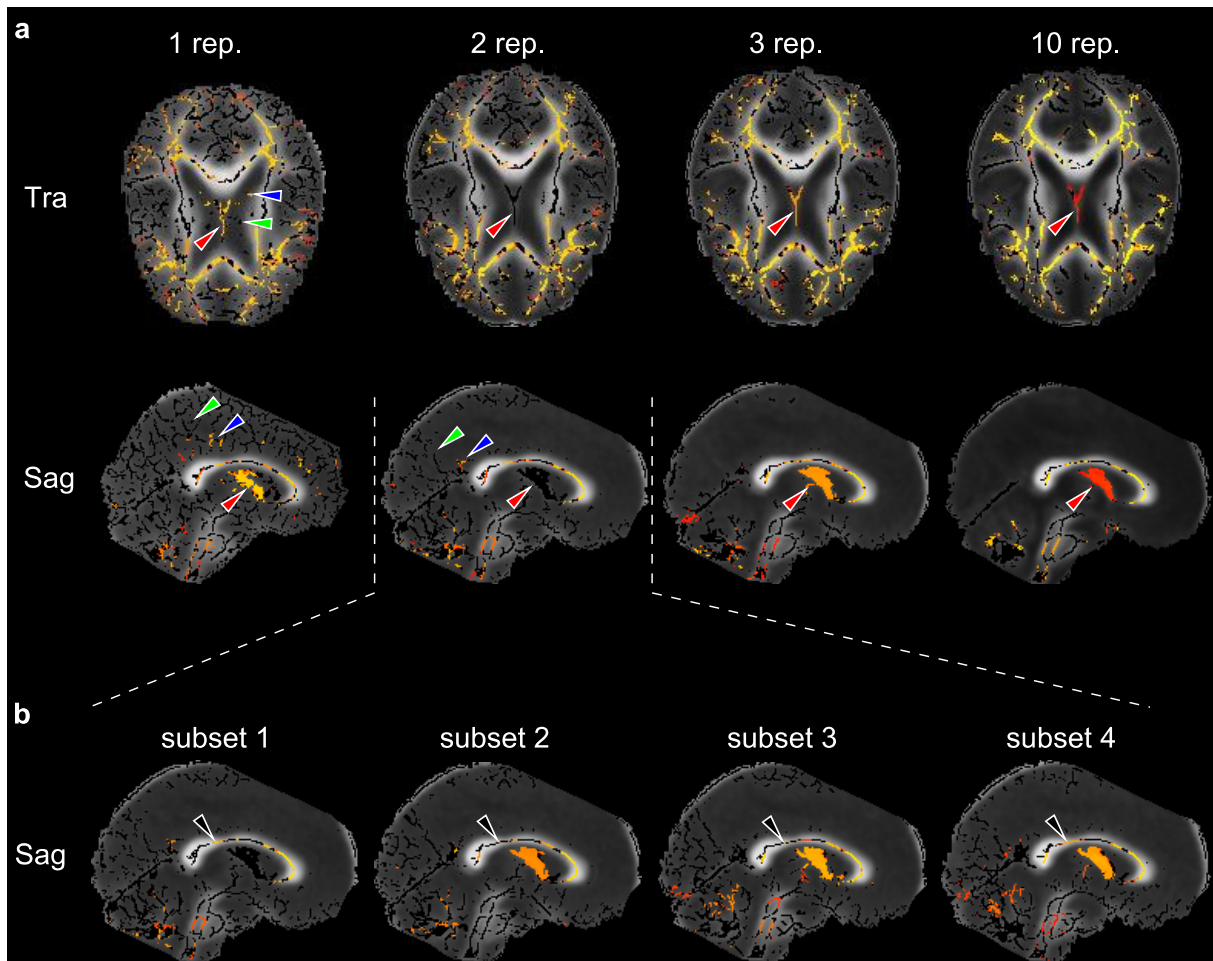 a
1 rep. 2 rep. 3 rep. 10 rep.
Tra
Sag
b
subset 1 subset 2 subset 3 subset 4
Sag